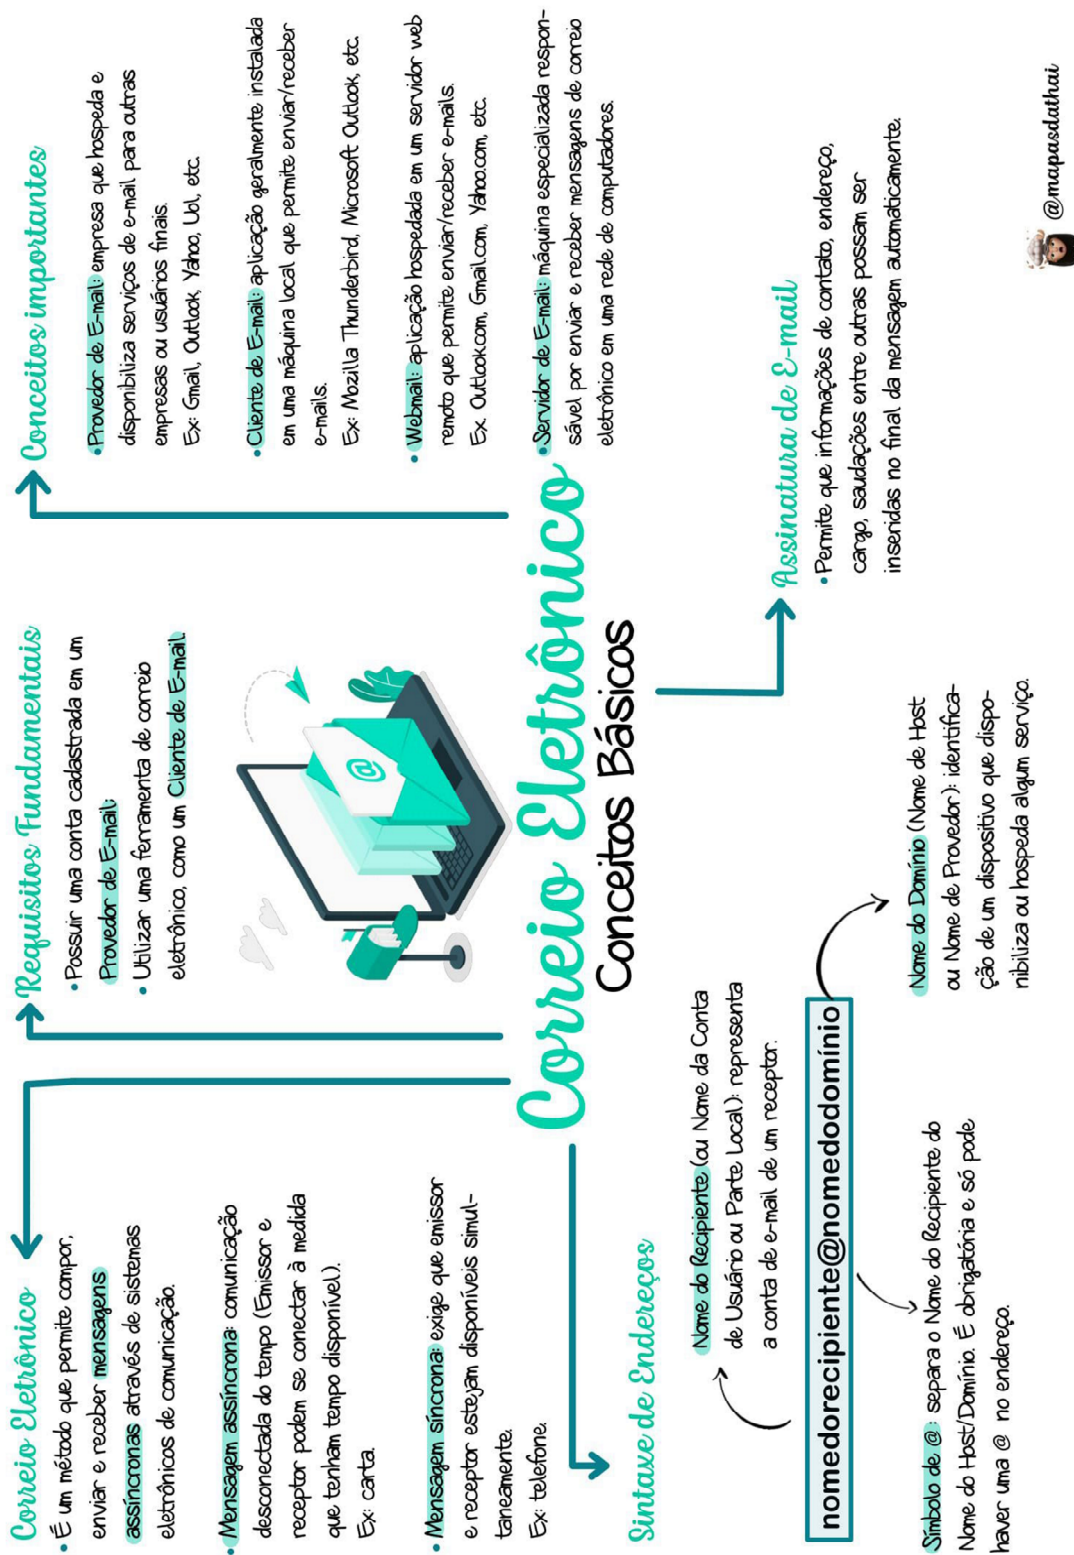 Correio Eletrônico
• É um método que permite compor,
enviar e receber mensagens
assíncronas através de sistemas
eletrônicos de comunicação.
• Mensagem assíncrona: comunicação
desconectada do tempo (Emissor e
receptor podem se conectar à medida
que tenham tempo disponível).
Ex: carta.
• Mensagem síncrona: exige que emissor
e receptor estejam disponíveis simul-
taneamente.
Ex: telefone.
Requisitos Fundamentais
• Possuir uma conta cadastrada em um
Provedor de E-mail;
• Utilizar uma ferramenta de correio
eletrônico, como um Cliente de E-mail.
Conceitos importantes
• Provedor de E-mail: empresa que hospeda e
disponibiliza serviços de e-mail para outras
empresas ou usuários finais.
Ex: Gmail, Outlook, Yahoo, Uol, etc.
• Cliente de E-mail: aplicação geralmente instalada
em uma máquina local que permite enviar/receber
e-mails.
Ex: Mozilla Thunderbird, Microsoft Outlook, etc.
• Webmail: aplicação hospedada em um servidor web
remoto que permite enviar/receber e-mails.
Ex. Outlook.com, Gmail.com, Yahoo.com, etc.
• Servidor de E-mail: máquina especializada respon-
sável por enviar e receber mensagens de correio
eletrônico em uma rede de computadores.
@
Correio Eletrônico
Conceitos Básicos
Sintaxe de Endereços
Nome do Recipiente (ou Nome da Conta
de Usuário ou Parte Local): representa
a conta de e-mail de um receptor.
nomedorecipiente@nomedodomínio
Símbolo de @ : separa o Nome do Recipiente do
Nome do Host/Domínio. É obrigatória e só pode
haver uma @ no endereço.
Nome do Domínio (Nome de Host
ou Nome de Provedor): identifica-
ção de um dispositivo que dispo-
nibiliza ou hospeda algum serviço.
Assinatura de E-mail
• Permite que informações de contato, endereço,
cargo, saudações entre outras possam ser
inseridas no final da mensagem automaticamente.
@mapasdathai